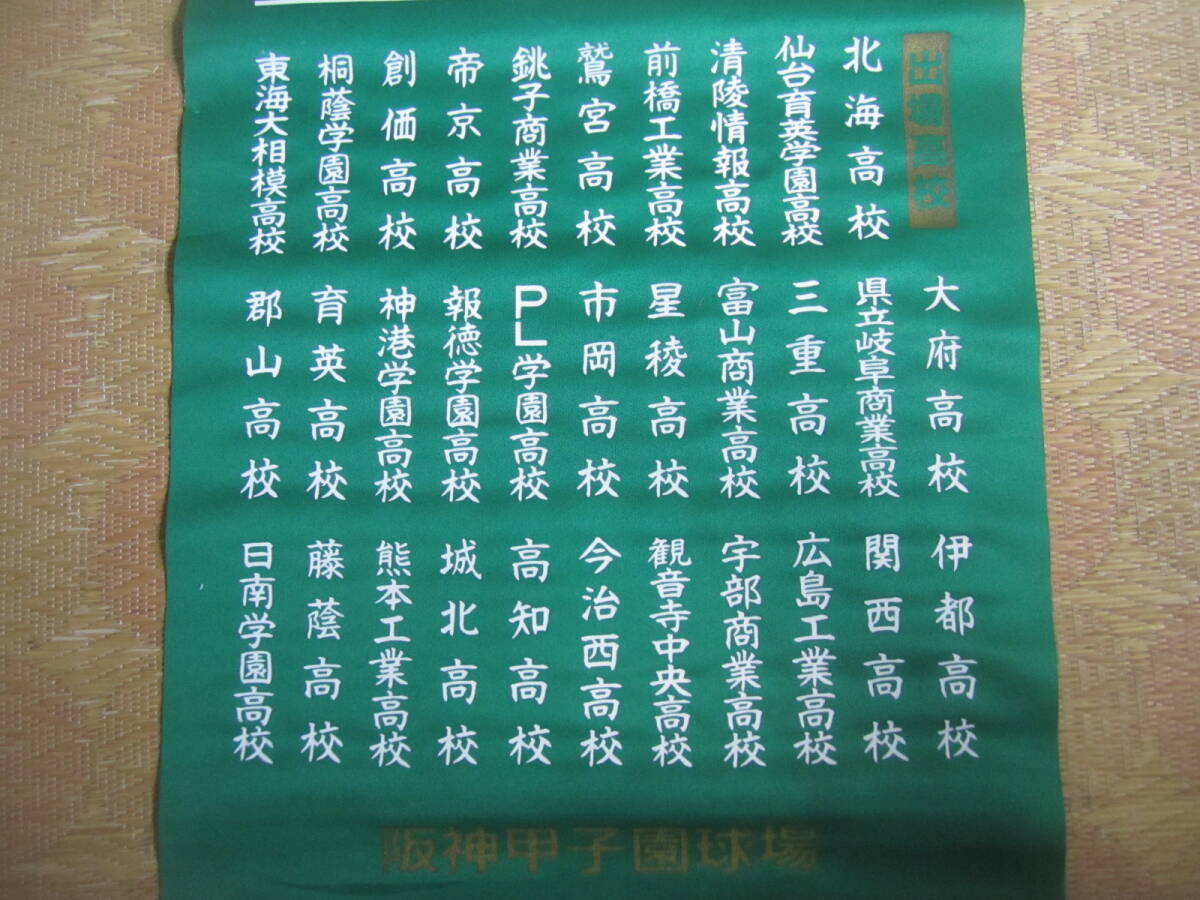 出場高校
北海高校
仙台育英学園高校
清陵情報高校
前橋工業高校
鷲宮高校
銚子商業高校
帝京高校
創価高校
桐蔭学園高校
東海大相模高校
大府高校
県立岐阜商業高校
三重高校
富山商業高校
星稜高校
市岡高校
PL学園高校
報徳学園高校
神港学園高校
育英高校
郡山高校
伊都高校
関西高校
広島工業高校
宇部商業高校
観音寺中央高校
今治西高校
高知高校
城北高校
熊本工業高校
藤蔭高校
日南学園高校
阪神甲子園球場